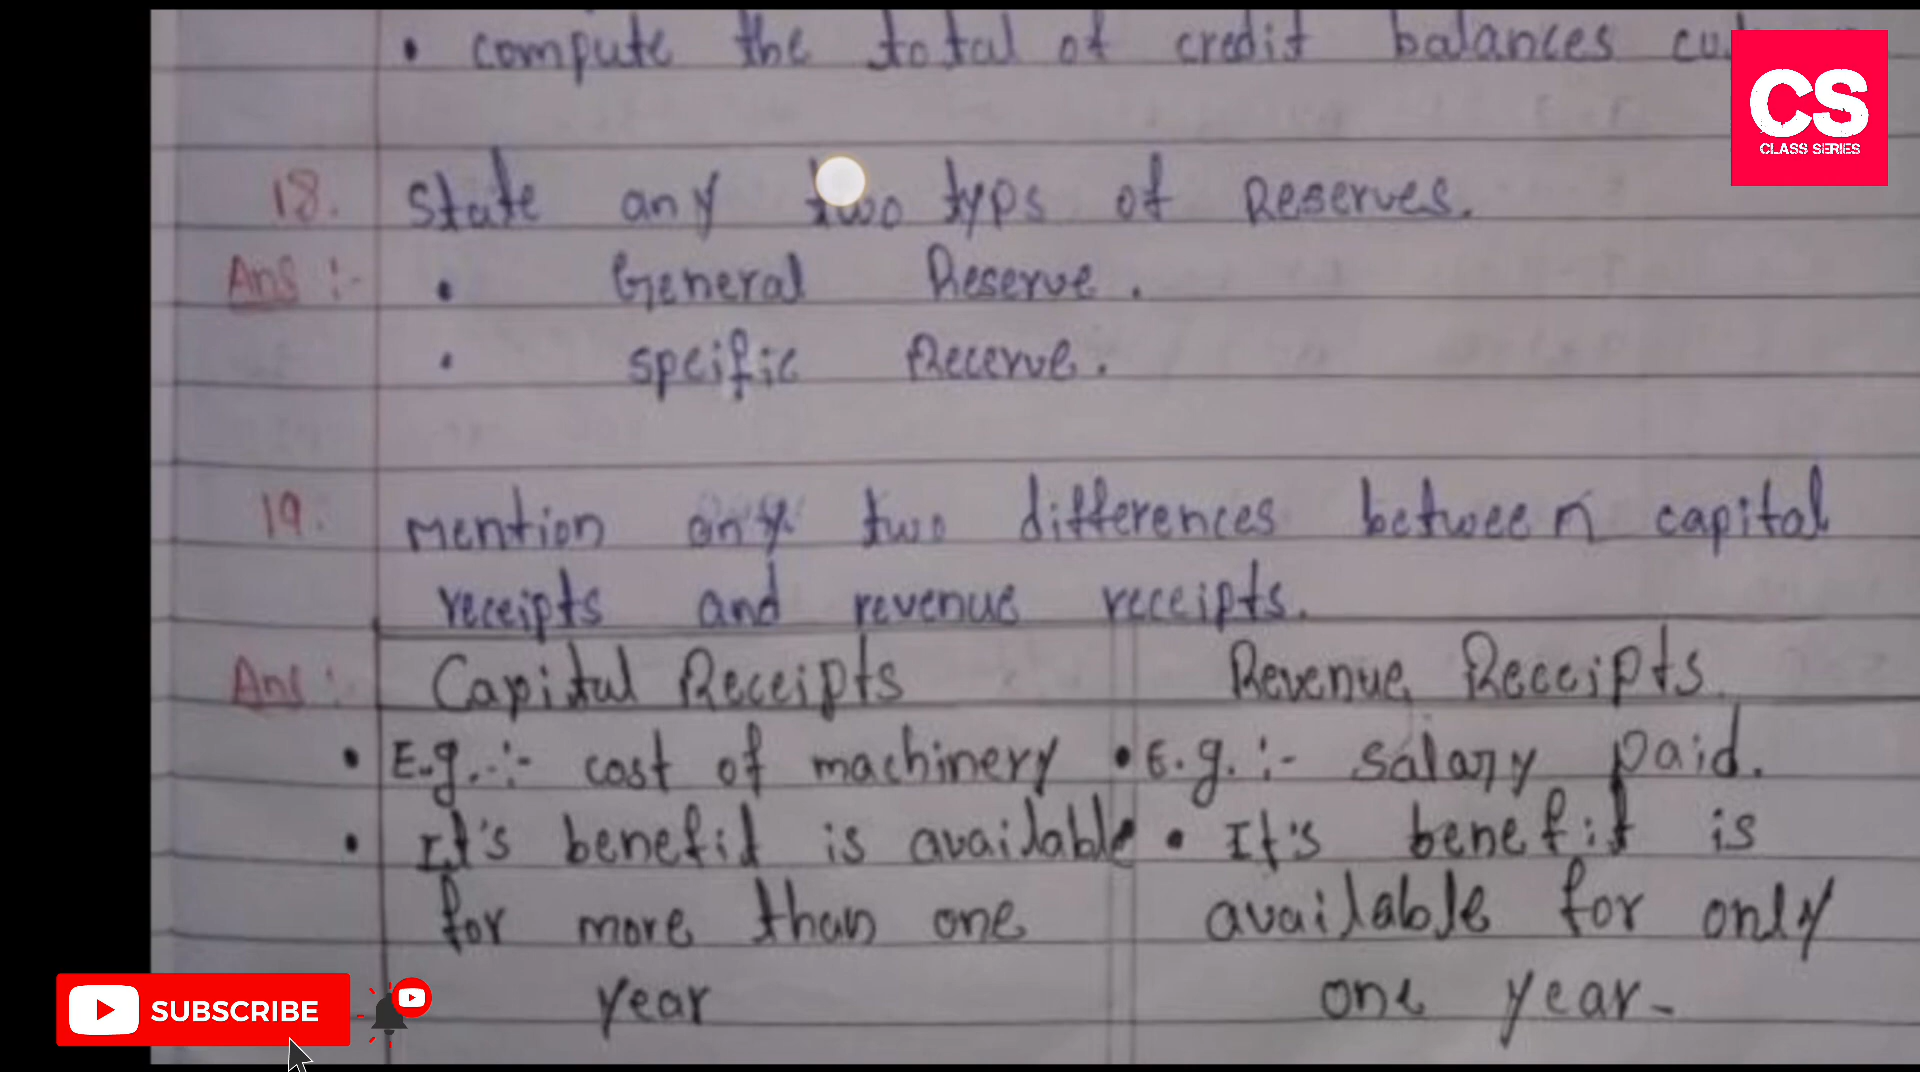 • compute the total of credit balances
CS
CLASS SERIES
18. State any two typs of Reserves.
Ans :- • General Reserve.
• spcific Recerve.
19. Mention any two differences between capital
receipts and revenue receipts.
Ans :- Capital Receipts Revenue Receipts.
• E.g. :- cost of machinery • E.g. :- salary paid.
• It's benefit is available • It's benefit is
for more than one available for only
year one year-
SUBSCRIBE